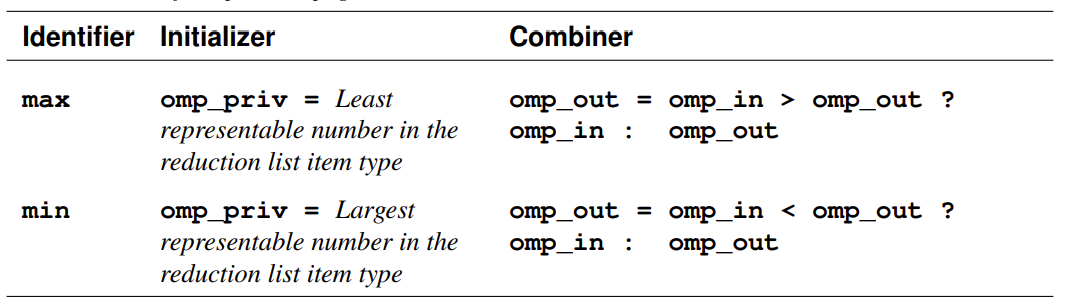 Identifier Initializer Combiner
max omp_priv = Least omp_out = omp_in > omp_out ?
representable number in the omp_in : omp_out
reduction list item type
min omp_priv = Largest omp_out = omp_in < omp_out ?
representable number in the omp_in : omp_out
reduction list item type